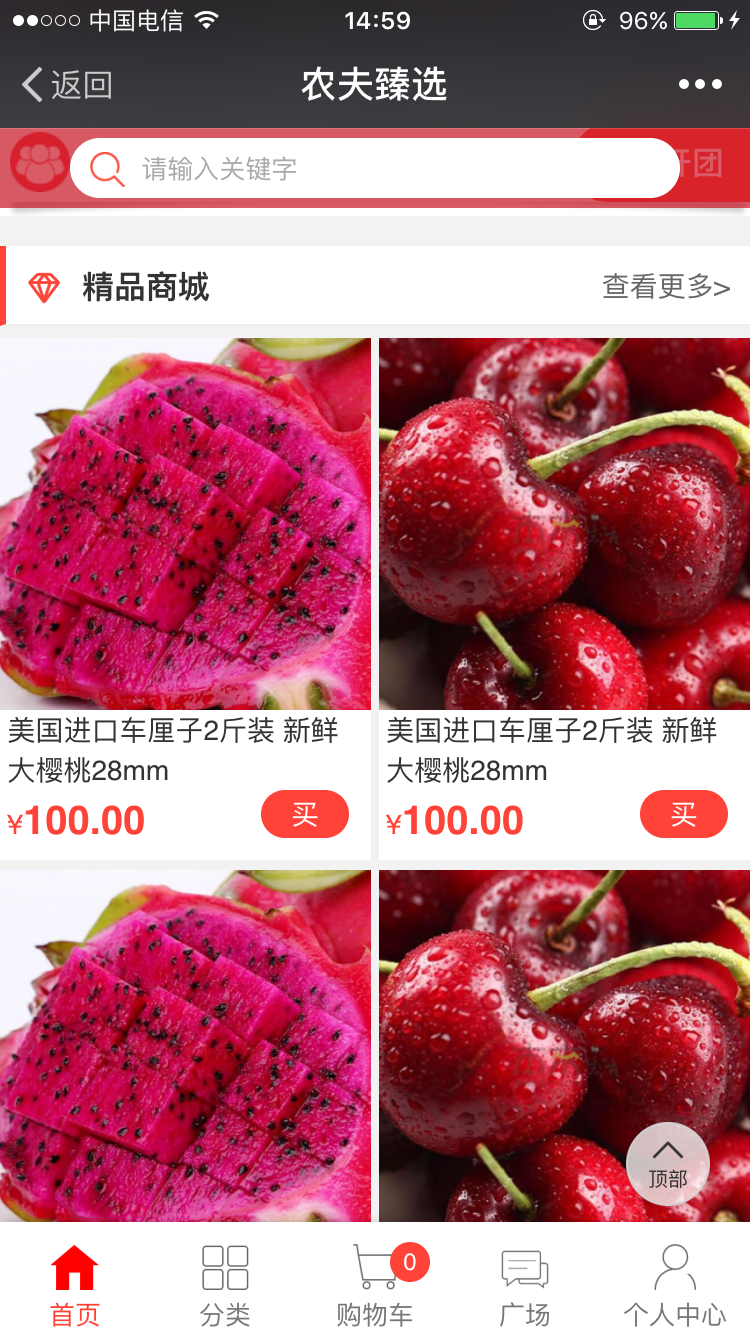 中国电信 14:59 96%
返回 农夫臻选
请输入关键字 开团
精品商城 查看更多>
美国进口车厘子2斤装 新鲜
大樱桃28mm
¥100.00 买
美国进口车厘子2斤装 新鲜
大樱桃28mm
¥100.00 买
顶部
0
首页 分类 购物车 广场 个人中心